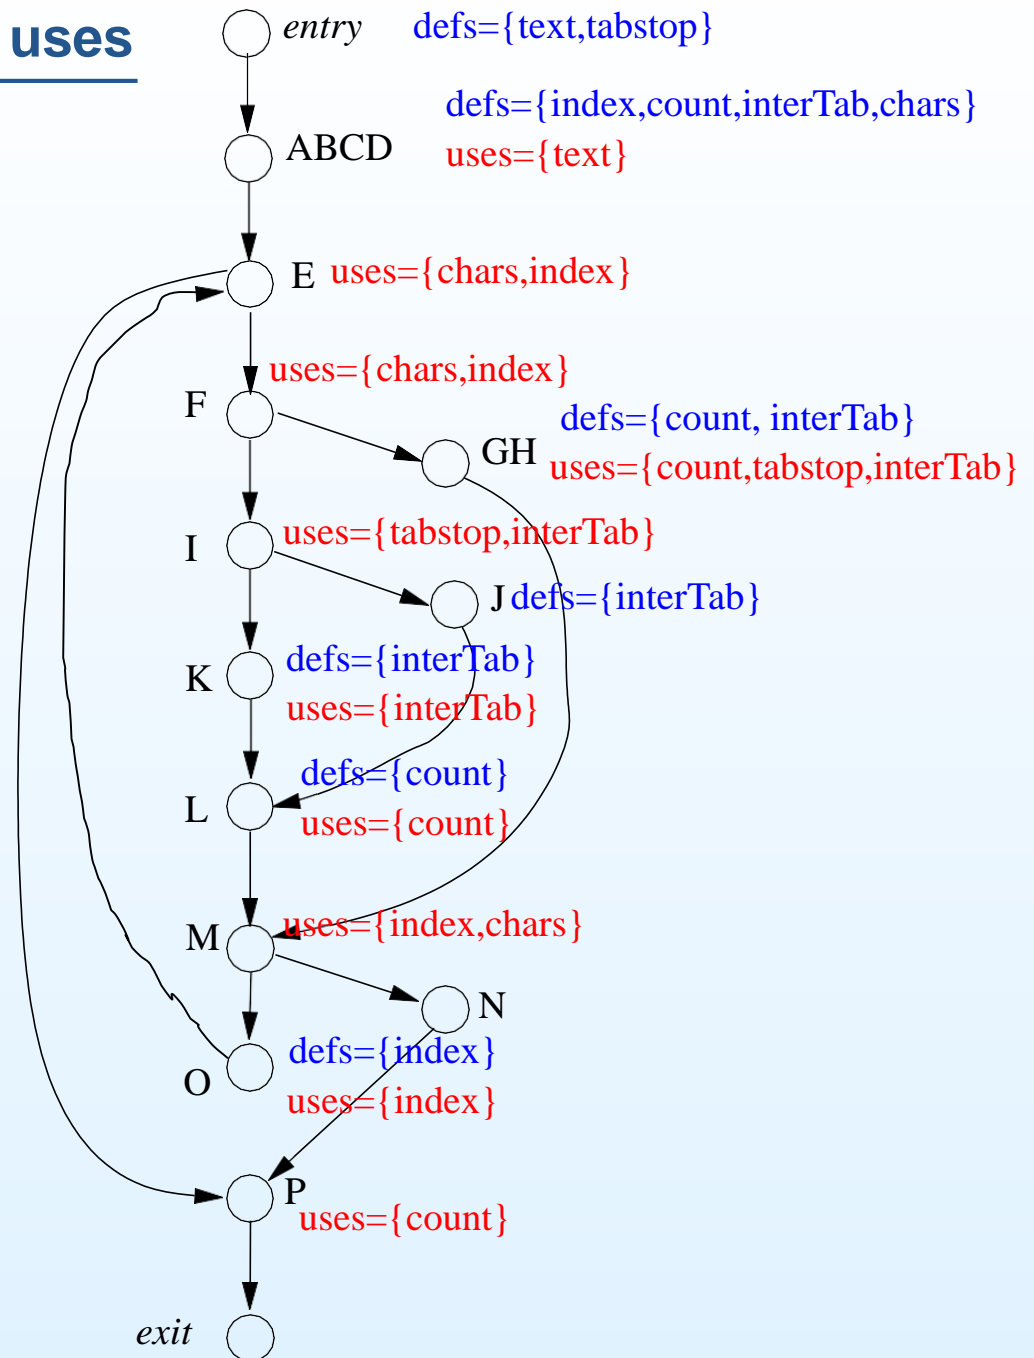 uses
entry defs={text,tabstop}
defs={index,count,interTab,chars}
ABCD
uses={text}
E uses={chars,index}
uses={chars,index}
F
defs={count, interTab}
GH
uses={count,tabstop,interTab}
uses={tabstop,interTab}
I
J defs={interTab}
defs={interTab}
K
uses={interTab}
defs={count}
L
uses={count}
uses={index,chars}
M
N
defs={index}
O
uses={index}
P
uses={count}
exit